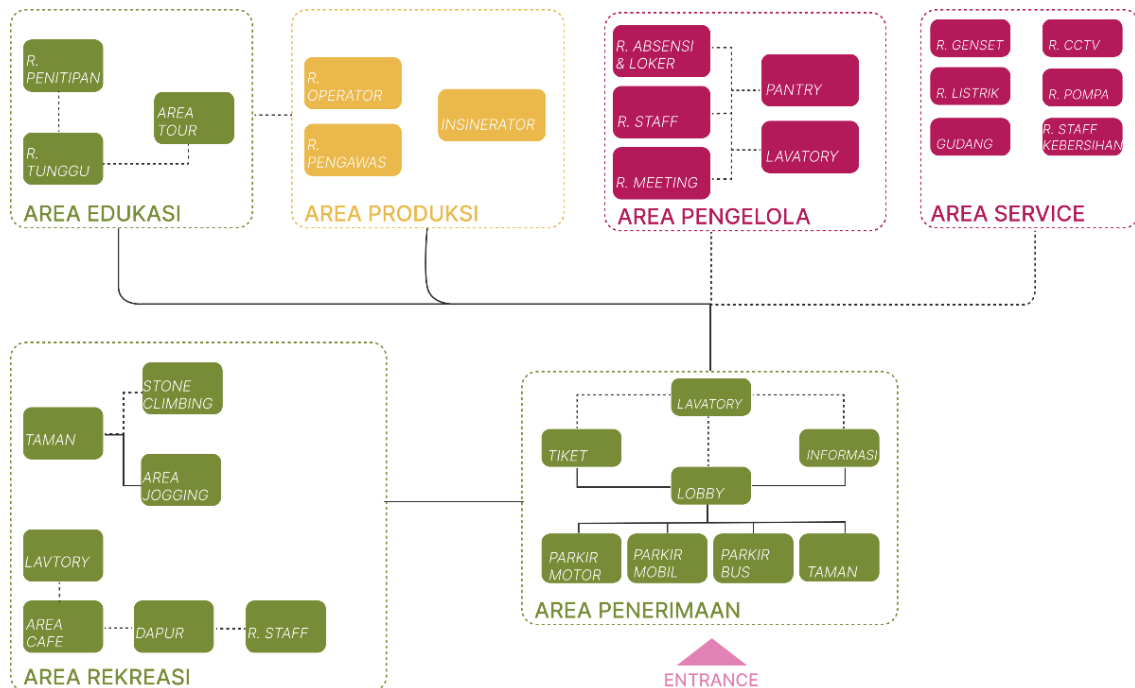 R.
PENITIPAN
AREA
TOUR
R.
TUNGGU
AREA EDUKASI
R.
OPERATOR
INSINERATOR
R.
PENGAWAS
AREA PRODUKSI
R. ABSENSI
& LOKER
PANTRY
R. STAFF
LAVATORY
R. MEETING
AREA PENGELOLA
R. GENSET
R. CCTV
R. LISTRIK
R. POMPA
GUDANG
R. STAFF
KEBERSIHAN
AREA SERVICE
STONE
CLIMBING
TAMAN
AREA
JOGGING
LAVTORY
AREA
CAFE
DAPUR
R. STAFF
AREA REKREASI
LAVATORY
TIKET
INFORMASI
LOBBY
PARKIR
MOTOR
PARKIR
MOBIL
PARKIR
BUS
TAMAN
AREA PENERIMAAN
ENTRANCE